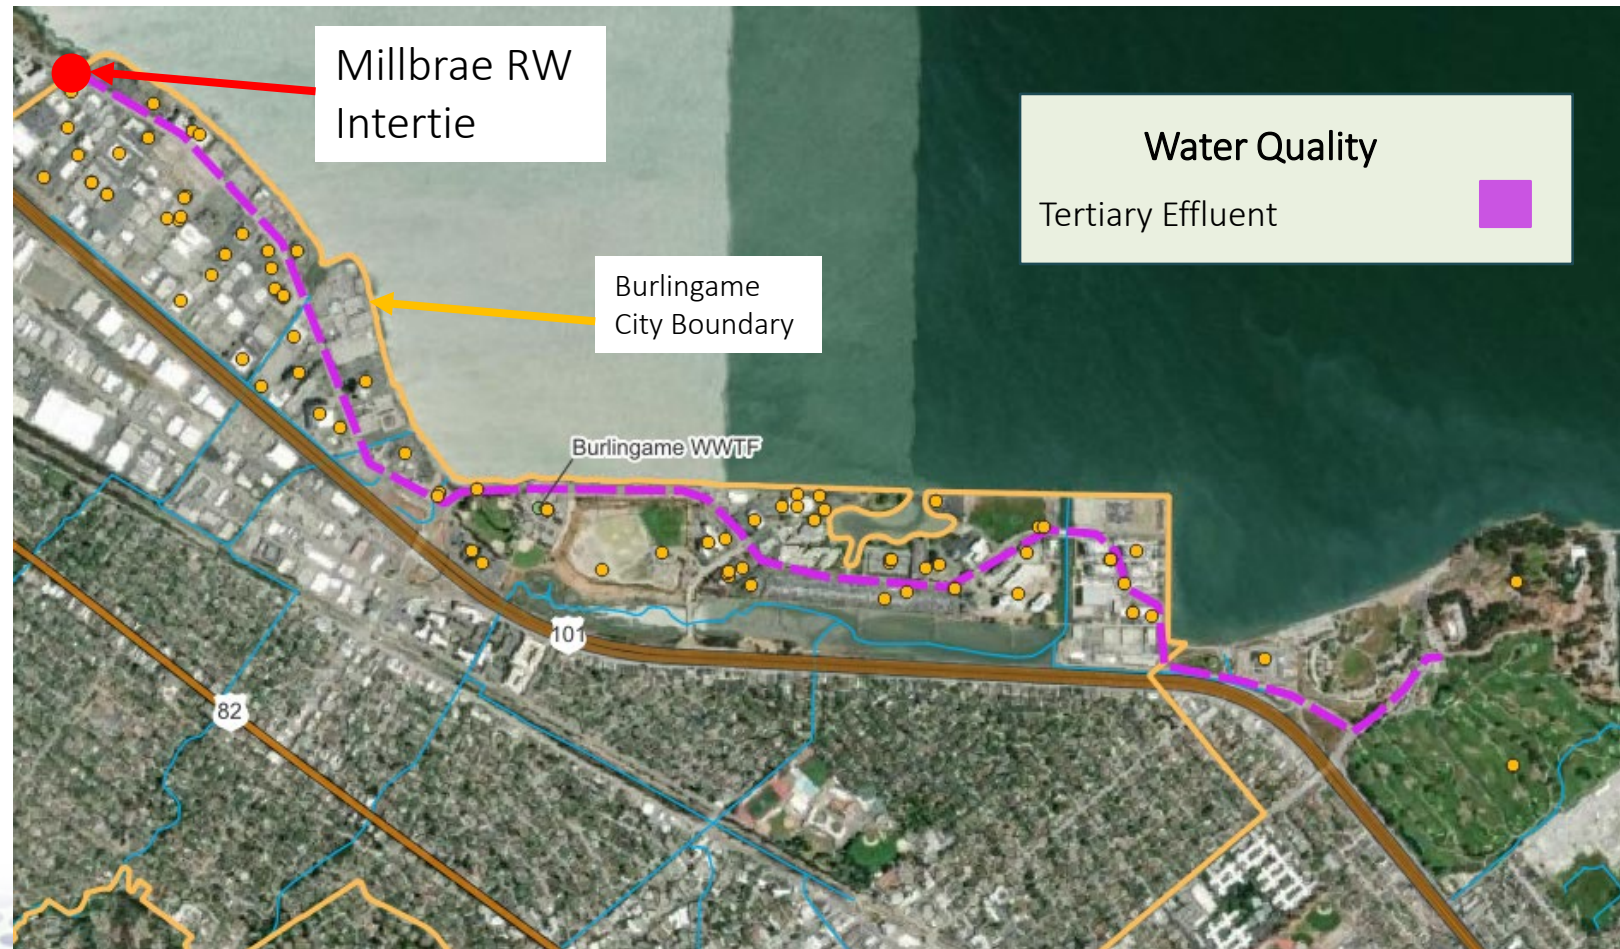 Millbrae RW
Intertie
Water Quality
Tertiary Effluent
Burlingame
City Boundary
Burlingame WWTF
101
82